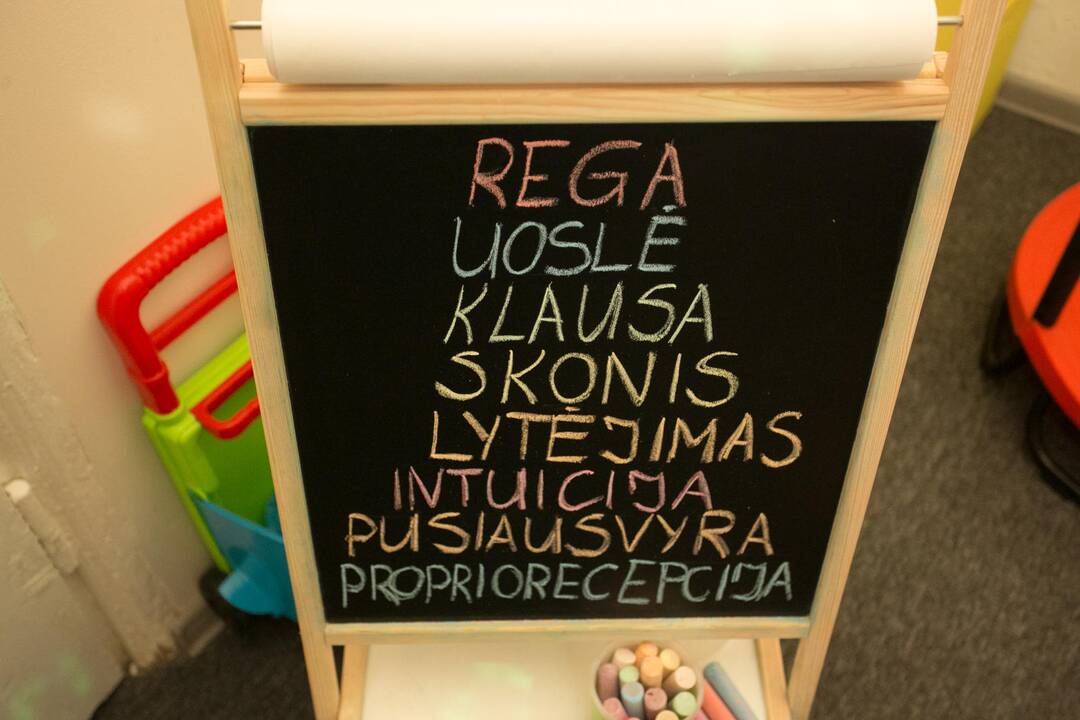 REGA
UOSLĖ
KLAUSA
SKONIS
LYTĖJIMAS
INTUICIJA
PUSIAUSVYRA
PROPRIORECEPCIJA